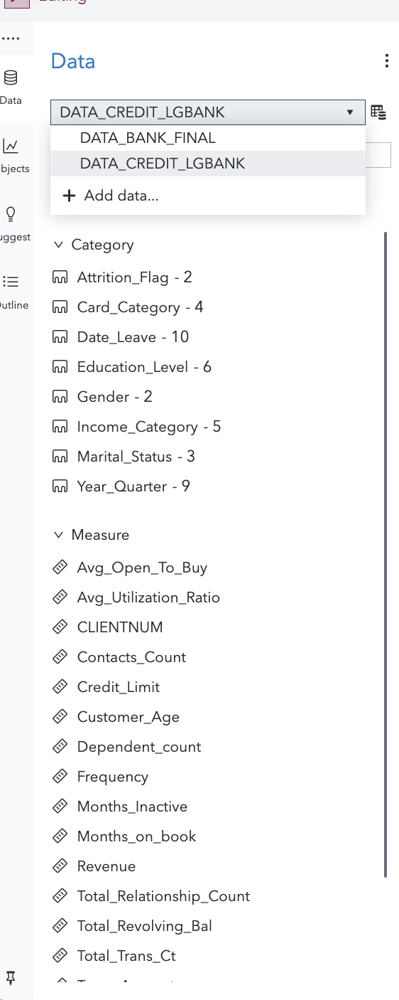 Data
DATA_CREDIT_LGBANK
DATA_BANK_FINAL
DATA_CREDIT_LGBANK
Add data...
Data
bjects
uggest
utline
Category
Attrition_Flag - 2
Card_Category - 4
Date_Leave - 10
Education_Level - 6
Gender - 2
Income_Category - 5
Marital_Status - 3
Year_Quarter - 9
Measure
Avg_Open_To_Buy
Avg_Utilization_Ratio
CLIENTNUM
Contacts_Count
Credit_Limit
Customer_Age
Dependent_count
Frequency
Months_Inactive
Months_on_book
Revenue
Total_Relationship_Count
Total_Revolving_Bal
Total_Trans_Ct